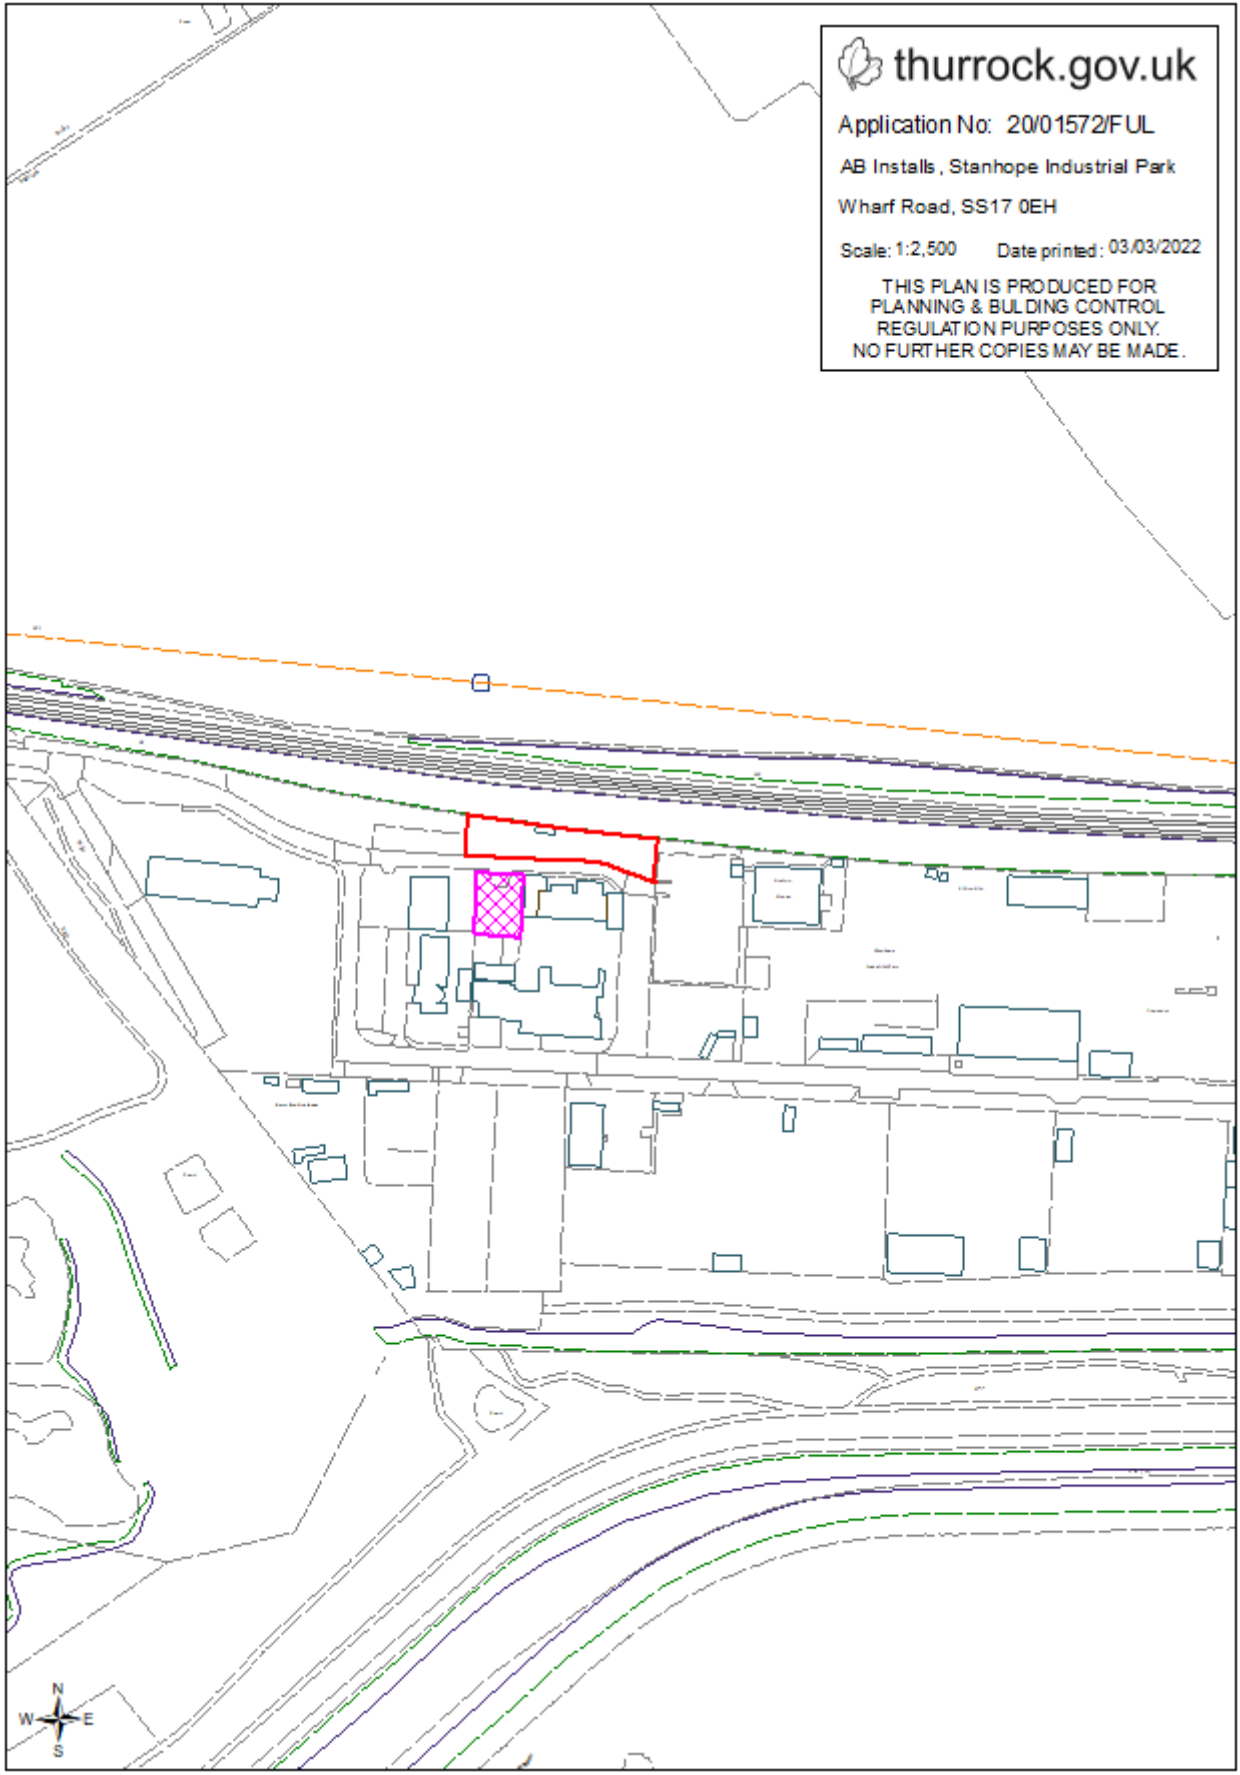 thurrock.gov.uk
Application No: 20/01572/FUL
AB Installs, Stanhope Industrial Park
Wharf Road, SS17 0EH
Scale: 1:2,500 Date printed: 03/03/2022
THIS PLAN IS PRODUCED FOR
PLANNING & BULDING CONTROL
REGULATION PURPOSES ONLY.
NO FURTHER COPIES MAY BE MADE.
N
W E
S